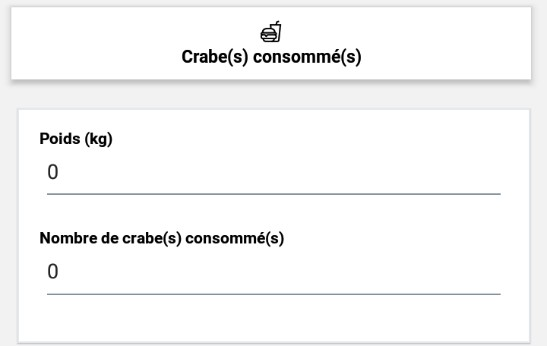 Crabe(s) consommé(s)
Poids (kg)
0
Nombre de crabe(s) consommé(s)
0